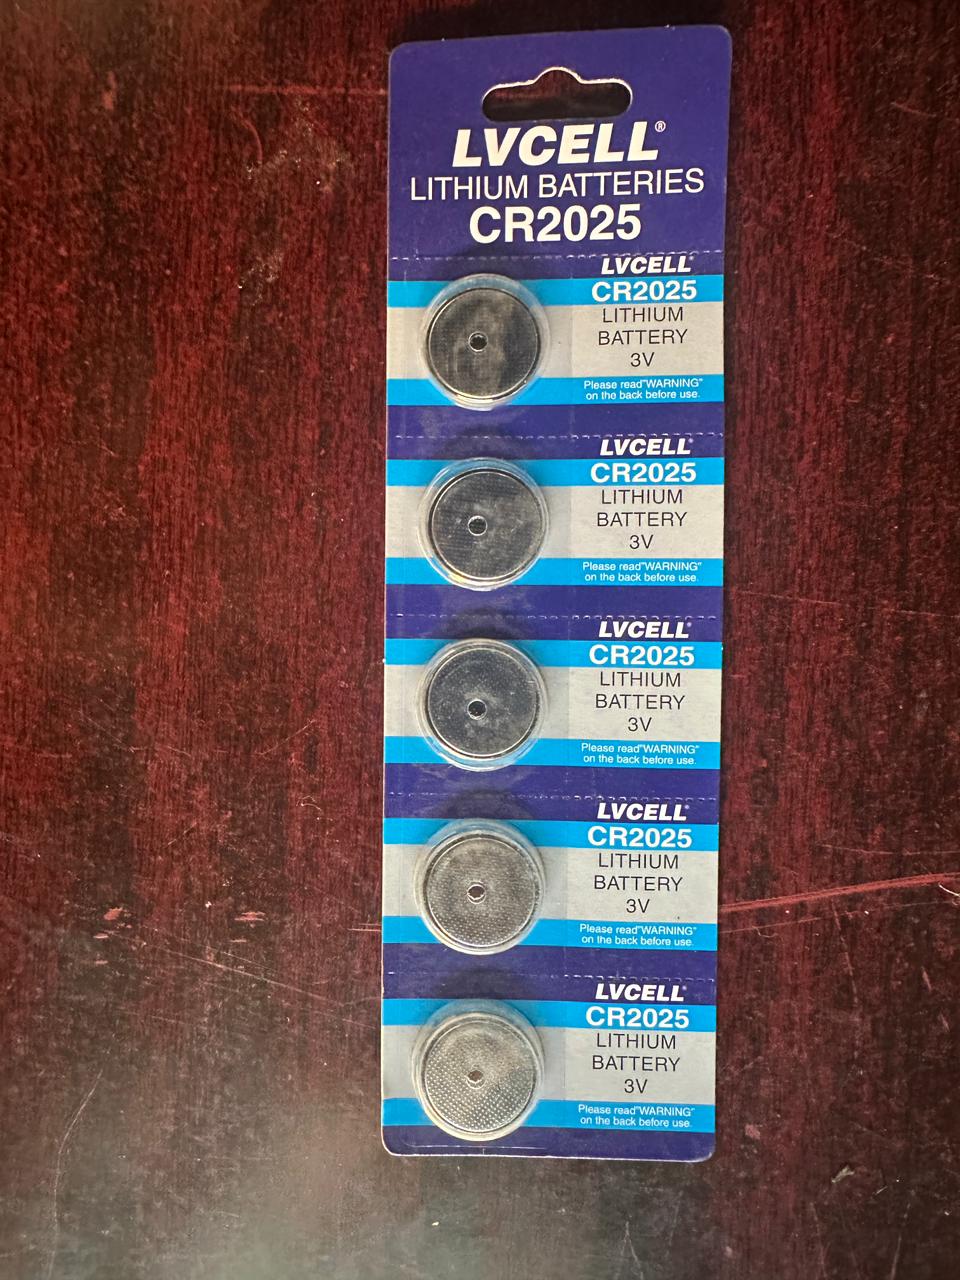 LVCELL®
LITHIUM BATTERIES
CR2025
LVCELL®
CR2025
LITHIUM
BATTERY
3V
Please read"WARNING"
on the back before use.
LVCELL®
CR2025
LITHIUM
BATTERY
3V
Please read"WARNING"
on the back before use.
LVCELL®
CR2025
LITHIUM
BATTERY
3V
Please read"WARNING"
on the back before use.
LVCELL®
CR2025
LITHIUM
BATTERY
3V
Please read"WARNING"
on the back before use.
LVCELL®
CR2025
LITHIUM
BATTERY
3V
Please read"WARNING"
on the back before use.